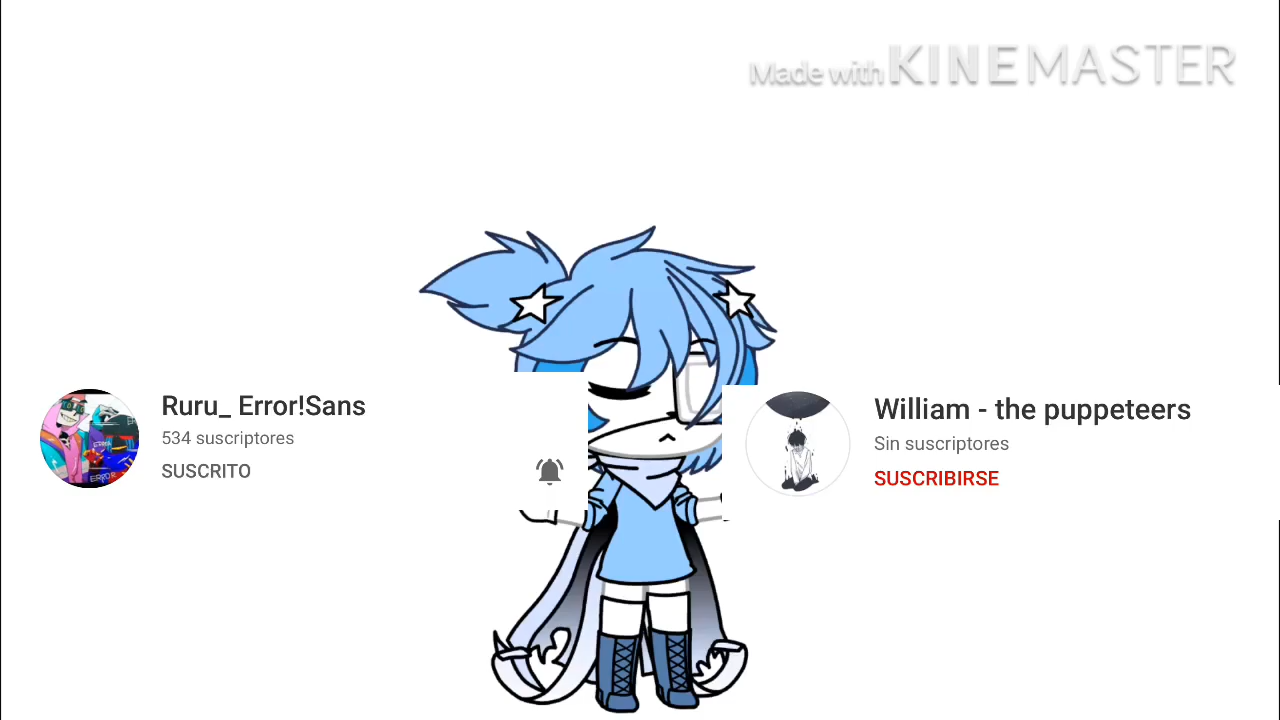 Made with KINEMASTER
Ruru_ Error!Sans
534 suscriptores
SUSCRITO
William - the puppeteers
Sin suscriptores
SUSCRIBIRSE